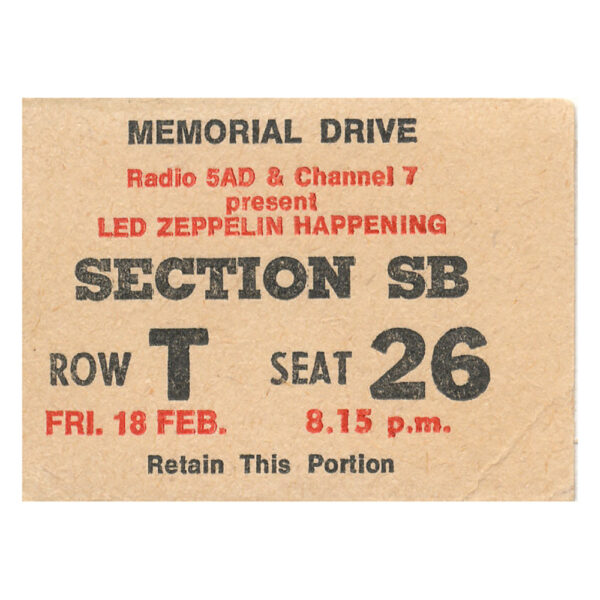 MEMORIAL DRIVE
Radio 5AD & Channel 7
present
LED ZEPPELIN HAPPENING
SECTION SB
ROW T SEAT 26
FRI. 18 FEB. 8.15 p.m.
Retain This Portion